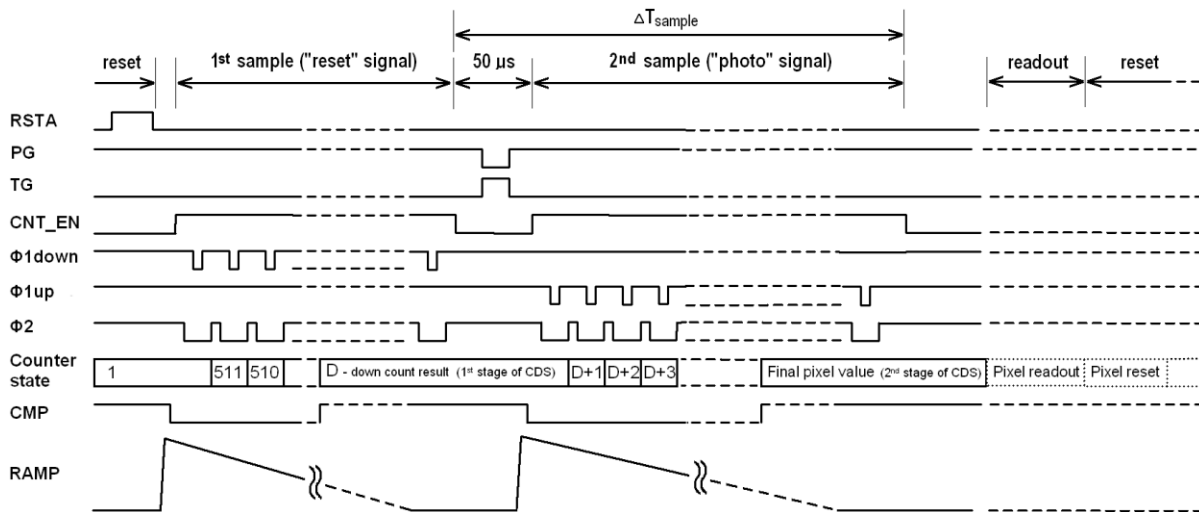 ΔTsample
reset 1st sample ("reset" signal) 50 µs 2nd sample ("photo" signal) readout reset
RSTA
PG
TG
CNT_EN
Φ1down
Φ1up
Φ2
Counter state 1 511 510 D - down count result (1st stage of CDS) D+1 D+2 D+3 Final pixel value (2nd stage of CDS) Pixel readout Pixel reset
CMP
RAMP